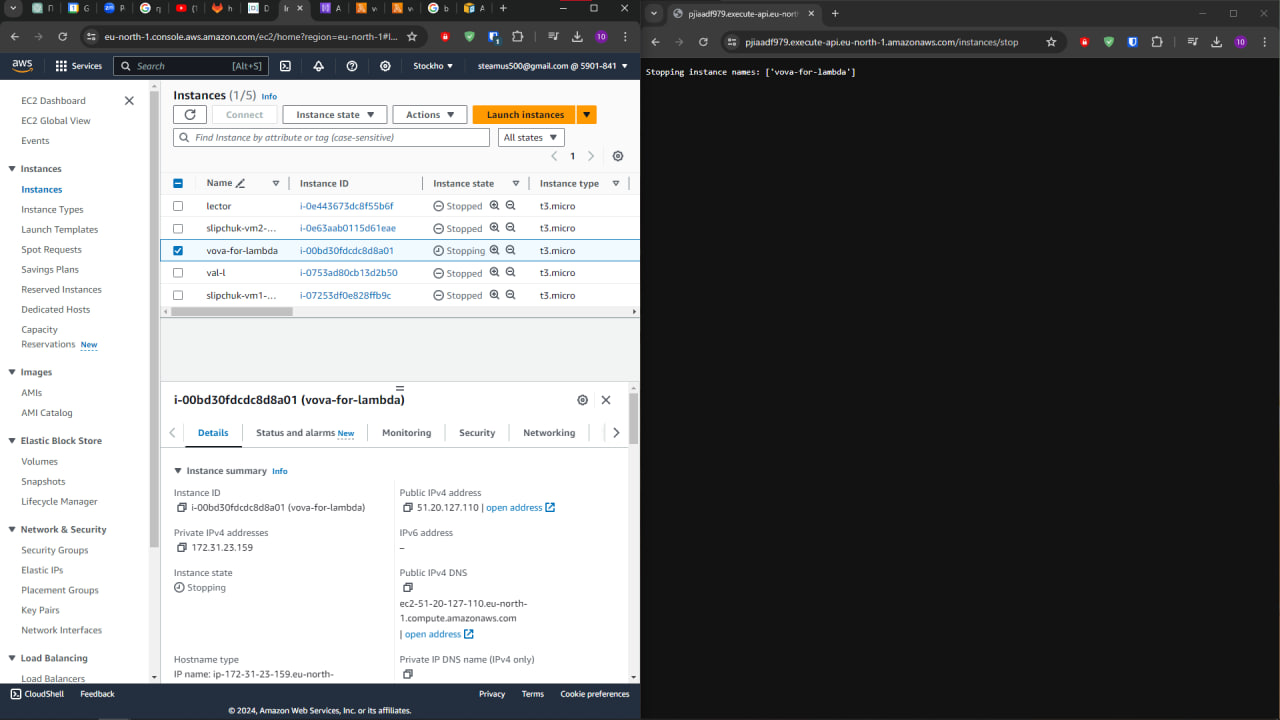 eu-north-1.console.aws.amazon.com/ec2/home?region=eu-north-1#I...
10
aws
Services
Search
[Alt+S]
Stockho
steamus500@gmail.com @ 5901-841
EC2 Dashboard
EC2 Global View
Events
Instances
Instances
Instance Types
Launch Templates
Spot Requests
Savings Plans
Reserved Instances
Dedicated Hosts
Capacity
Reservations New
Images
AMIs
AMI Catalog
Elastic Block Store
Volumes
Snapshots
Lifecycle Manager
Network & Security
Security Groups
Elastic IPs
Placement Groups
Key Pairs
Network Interfaces
Load Balancing
Load Balancers
Instances (1/5) Info
Connect
Instance state
Actions
Launch instances
Find Instance by attribute or tag (case-sensitive)
All states
1
Name Instance ID Instance state Instance type
lector i-0e443673dc8f55b6f Stopped t3.micro
slipchuk-vm2-... i-0e63aab0115d61eae Stopped t3.micro
vova-for-lambda i-00bd30fdcdc8d8a01 Stopping t3.micro
val-l i-0753ad80cb13d2b50 Stopped t3.micro
slipchuk-vm1-... i-07253df0e828ffb9c Stopped t3.micro
i-00bd30fdcdc8d8a01 (vova-for-lambda)
Details
Status and alarms New
Monitoring
Security
Networking
Instance summary Info
Instance ID
i-00bd30fdcdc8d8a01 (vova-for-lambda)
Public IPv4 address
51.20.127.110 | open address
Private IPv4 addresses
172.31.23.159
IPv6 address
–
Instance state
Stopping
Public IPv4 DNS
ec2-51-20-127-110.eu-north-
1.compute.amazonaws.com
| open address
Hostname type
IP name: ip-172-31-23-159.eu-north-
Private IP DNS name (IPv4 only)
CloudShell
Feedback
Privacy
Terms
Cookie preferences
© 2024, Amazon Web Services, Inc. or its affiliates.
pjiaadf979.execute-api.eu-nort
pjiaadf979.execute-api.eu-north-1.amazonaws.com/instances/stop
10
Stopping instance names: ['vova-for-lambda']